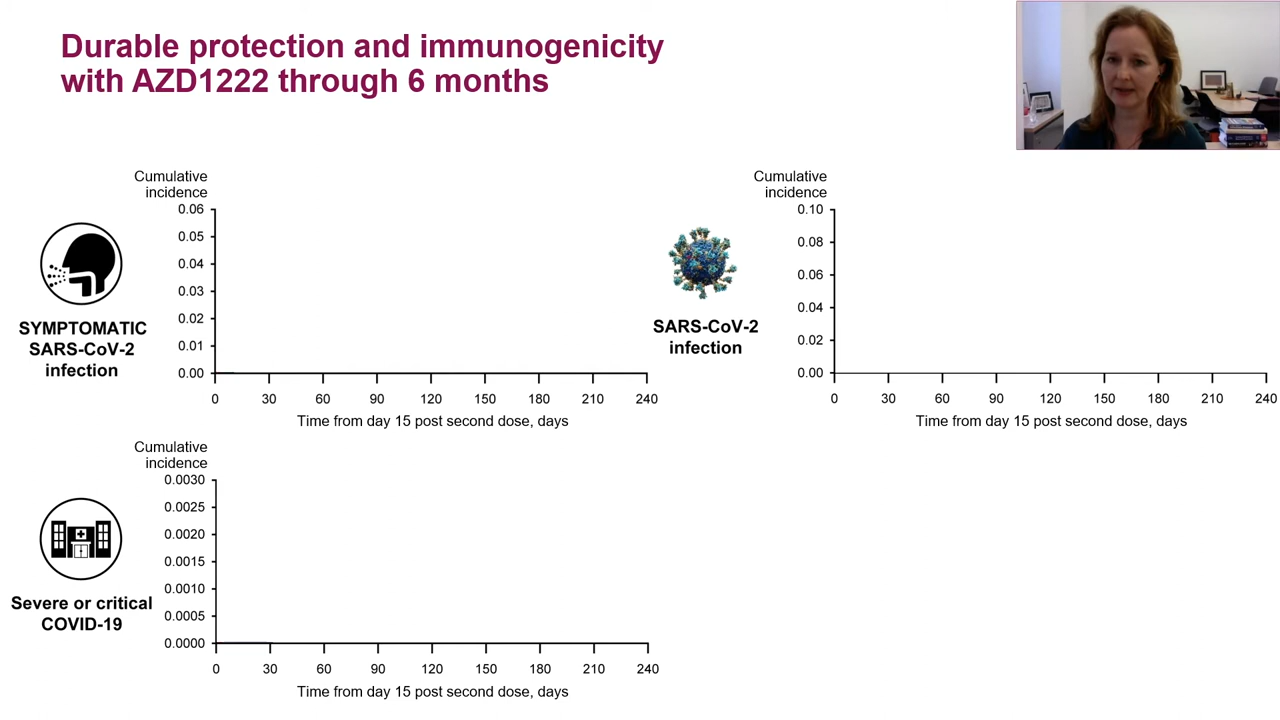 Durable protection and immunogenicity
with AZD1222 through 6 months
Cumulative
incidence
0.06
0.05
0.04
0.03
0.02
0.01
0.00
0 30 60 90 120 150 180 210 240
Time from day 15 post second dose, days
SYMPTOMATIC
SARS-CoV-2
infection
Cumulative
incidence
0.10
0.08
0.06
0.04
0.02
0.00
0 30 60 90 120 150 180 210 240
Time from day 15 post second dose, days
SARS-CoV-2
infection
Cumulative
incidence
0.0030
0.0025
0.0020
0.0015
0.0010
0.0005
0.0000
0 30 60 90 120 150 180 210 240
Time from day 15 post second dose, days
Severe or critical
COVID-19